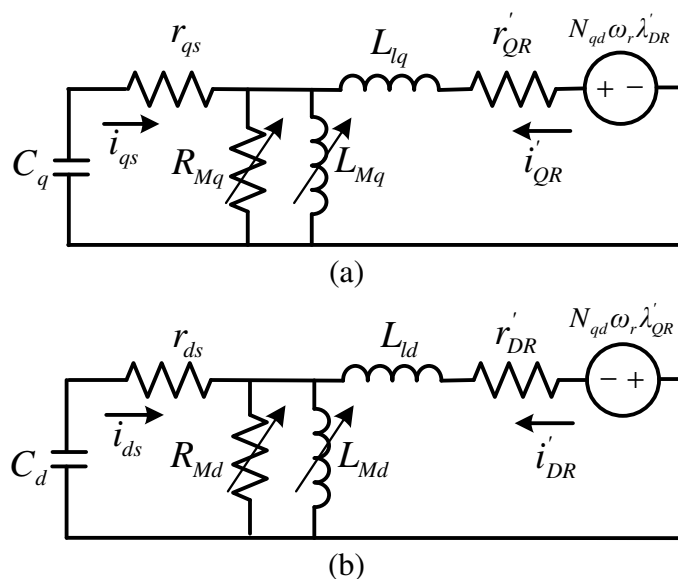 r_qs
L_lq
r'_QR
N_qd ω_r λ'_DR
+ −
i_qs
C_q
R_Mq
L_Mq
i'_QR
(a)
r_ds
L_ld
r'_DR
N_qd ω_r λ'_QR
− +
i_ds
C_d
R_Md
L_Md
i'_DR
(b)